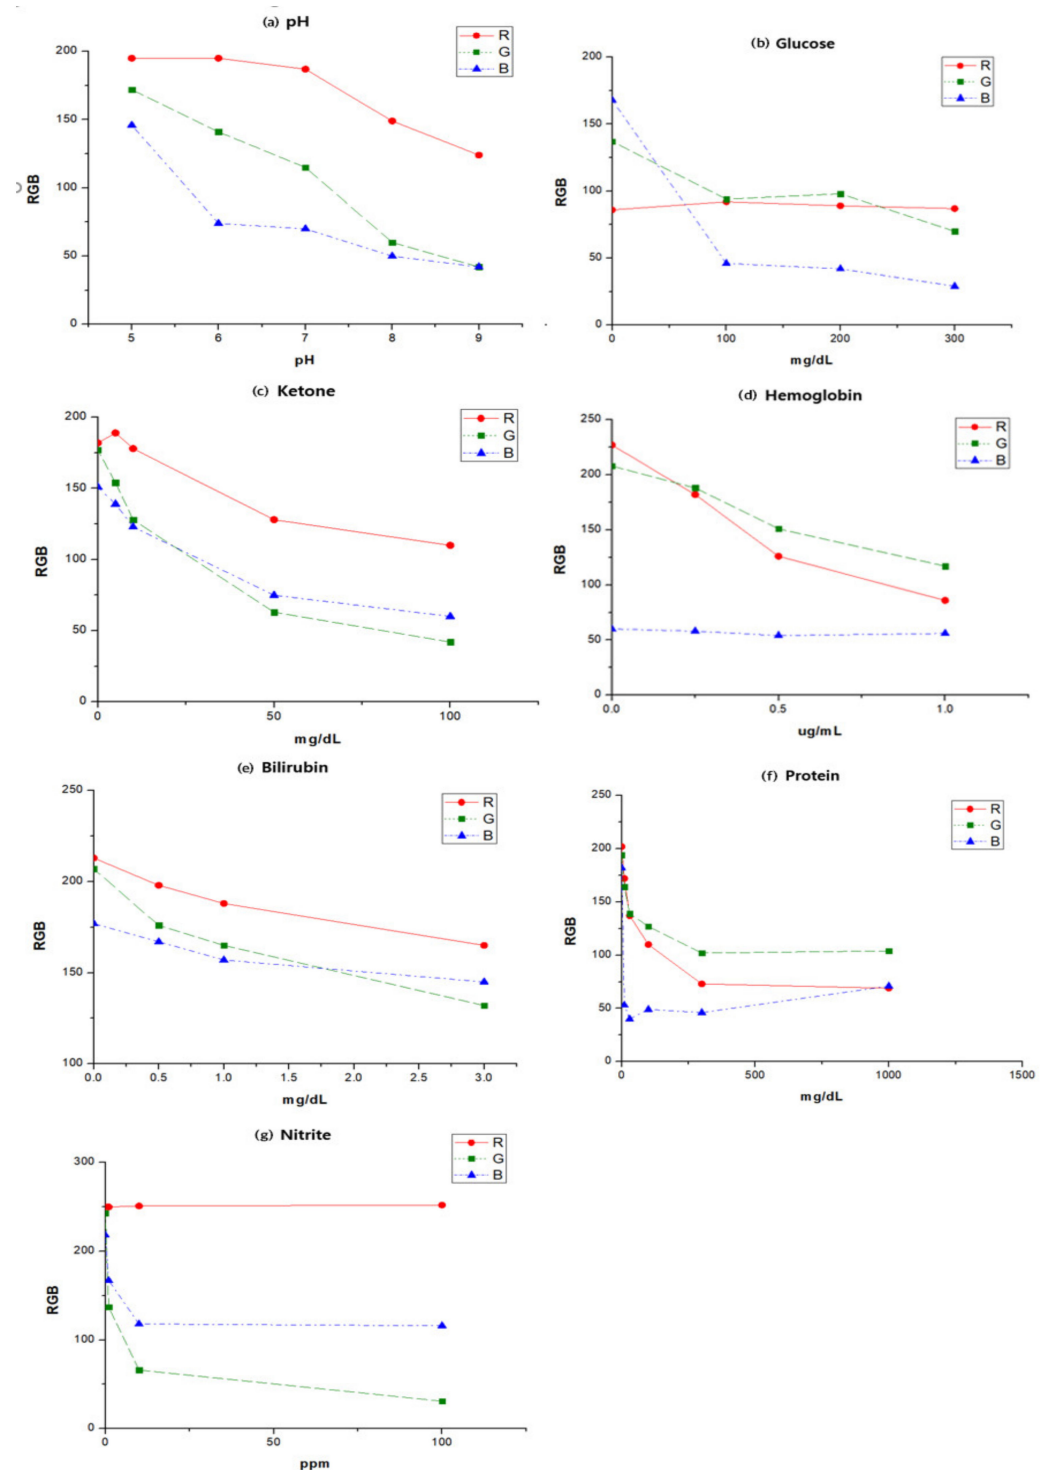 (a) pH
R
G
B
200
150
100
50
0
RGB
5 6 7 8 9
pH
(b) Glucose
R
G
B
200
150
100
50
0
RGB
0 100 200 300
mg/dL
(c) Ketone
R
G
B
200
150
100
50
0
RGB
0 50 100
mg/dL
(d) Hemoglobin
R
G
B
250
200
150
100
50
0
RGB
0.0 0.5 1.0
ug/mL
(e) Bilirubin
R
G
B
250
200
150
100
RGB
0.0 0.5 1.0 1.5 2.0 2.5 3.0
mg/dL
(f) Protein
R
G
B
250
200
150
100
50
0
RGB
0 500 1000 1500
mg/dL
(g) Nitrite
R
G
B
300
200
100
0
RGB
0 50 100
ppm